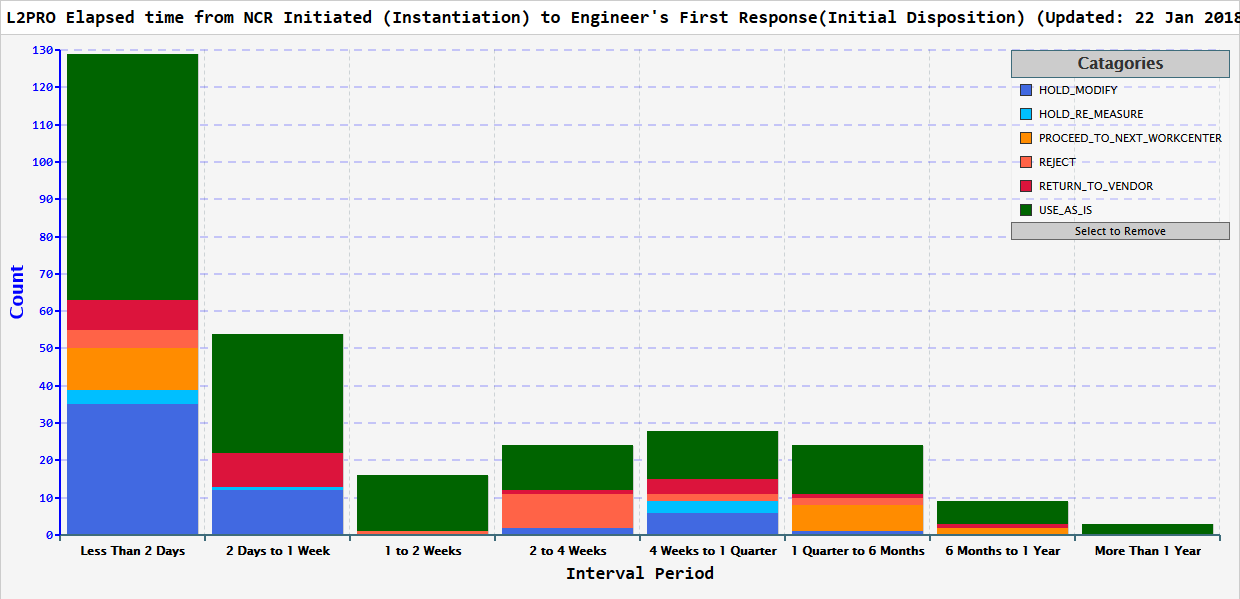 L2PRO Elapsed time from NCR Initiated (Instantiation) to Engineer's First Response(Initial Disposition) (Updated: 22 Jan 2018
Catagories
HOLD_MODIFY
HOLD_RE_MEASURE
PROCEED_TO_NEXT_WORKCENTER
REJECT
RETURN_TO_VENDOR
USE_AS_IS
Select to Remove
Count
130
120
110
100
90
80
70
60
50
40
30
20
10
0
Less Than 2 Days
2 Days to 1 Week
1 to 2 Weeks
2 to 4 Weeks
4 Weeks to 1 Quarter
1 Quarter to 6 Months
6 Months to 1 Year
More Than 1 Year
Interval Period